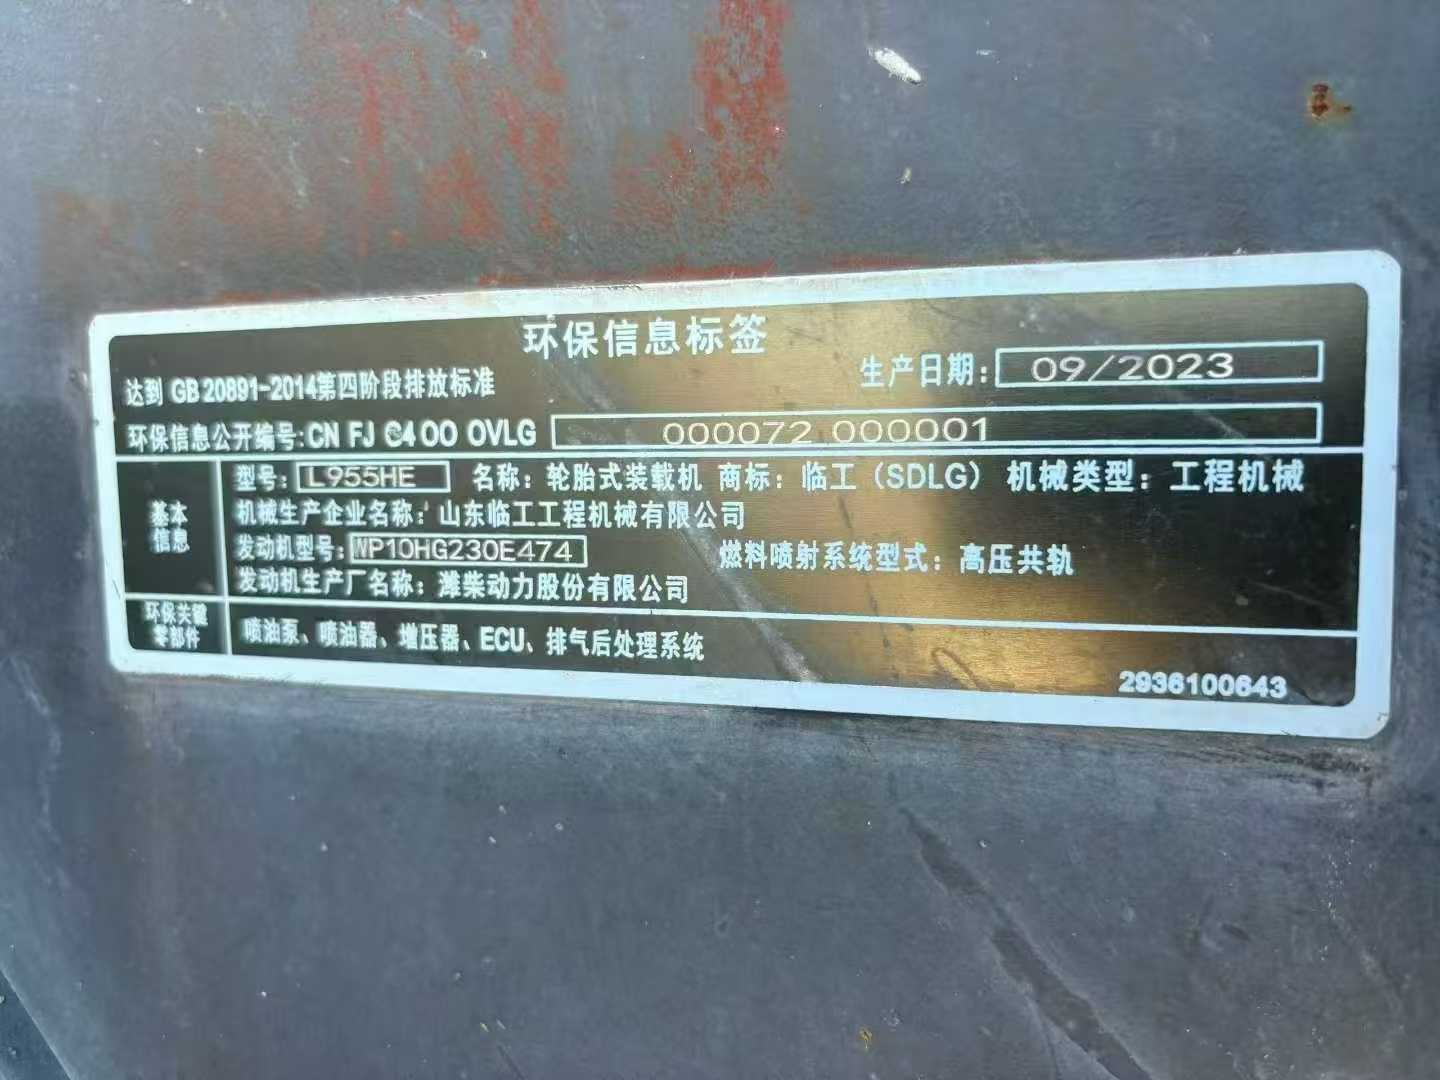 环保信息标签
达到 GB 20891-2014第四阶段排放标准 生产日期: 09/2023
环保信息公开编号:CN FJ G4 00 0VLG 000072 000001
基本信息
型号: L955HE 名称: 轮胎式装载机 商标: 临工 (SDLG) 机械类型: 工程机械
机械生产企业名称: 山东临工工程机械有限公司
发动机型号: WP10HG230E474 燃料喷射系统型式: 高压共轨
发动机生产厂名称: 潍柴动力股份有限公司
环保关键零部件
喷油泵、喷油器、增压器、ECU、排气后处理系统
2936100643